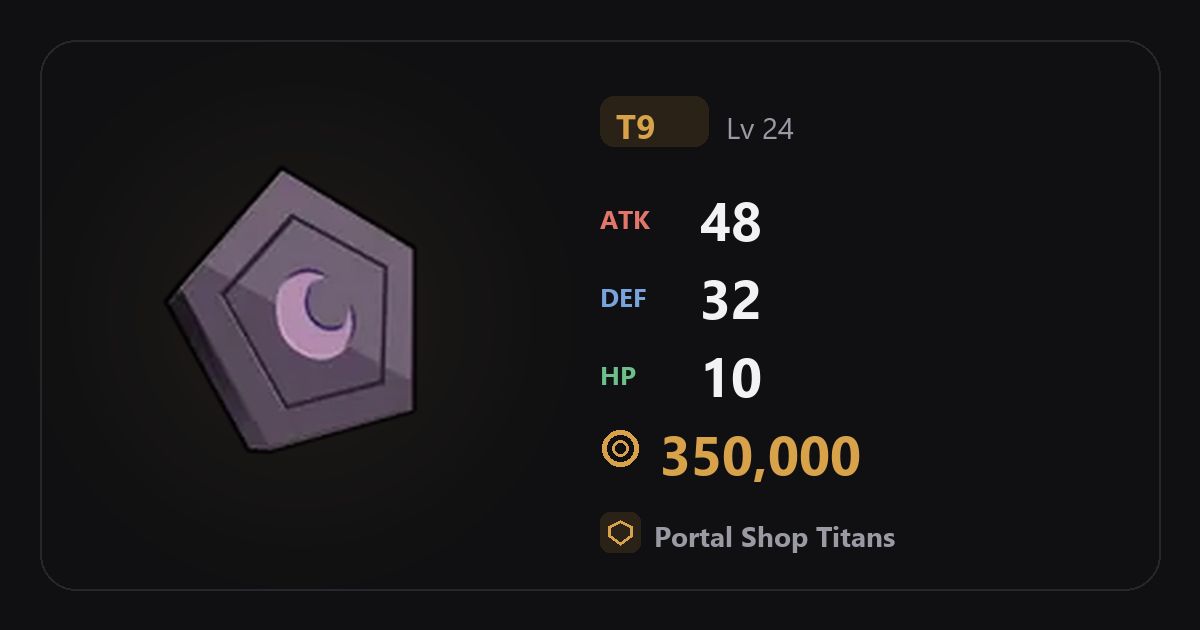 T9 Lv 24
ATK 48
DEF 32
HP 10
350,000
Portal Shop Titans